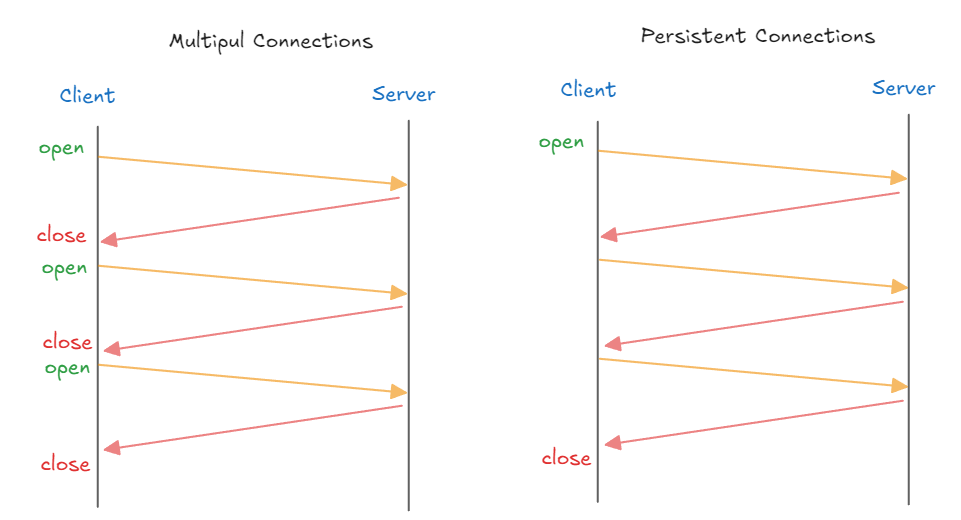 Multipul Connections
Client
Server
open
close
open
close
open
close
Persistent Connections
Client
Server
open
close